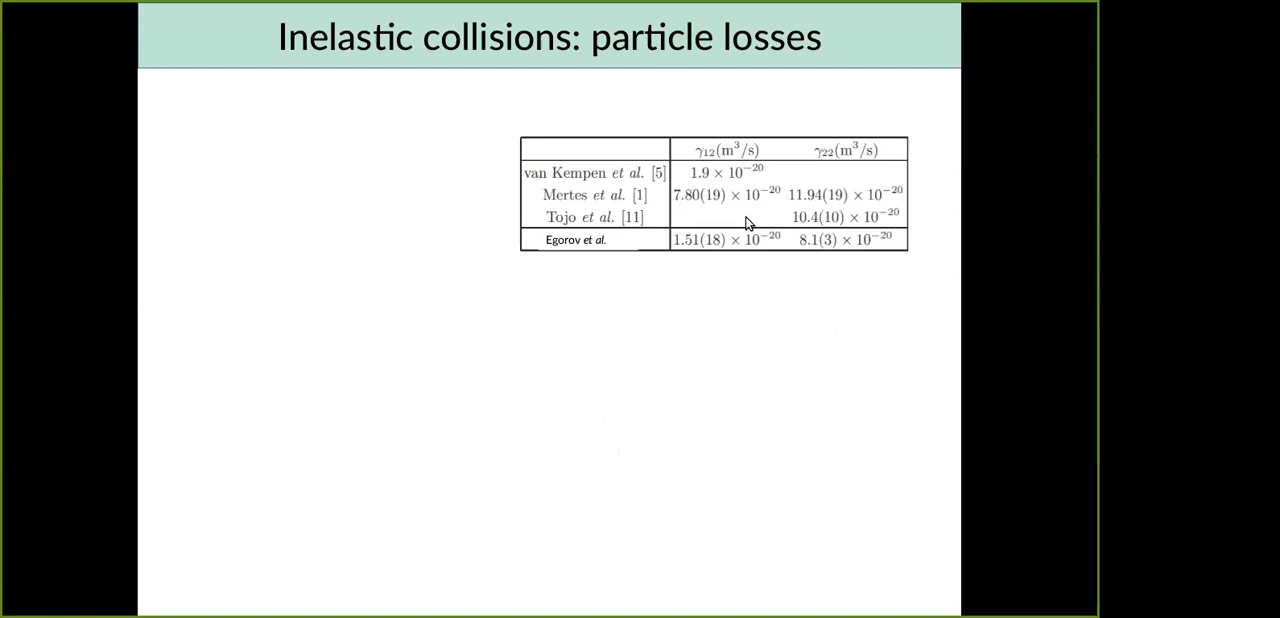 Inelastic collisions: particle losses
γ₁₂(m³/s) γ₂₂(m³/s)
van Kempen et al. [5] 1.9 × 10⁻²⁰
Mertes et al. [1] 7.80(19) × 10⁻²⁰ 11.94(19) × 10⁻²⁰
Tojo et al. [11] 10.4(10) × 10⁻²⁰
Egorov et al. 1.51(18) × 10⁻²⁰ 8.1(3) × 10⁻²⁰